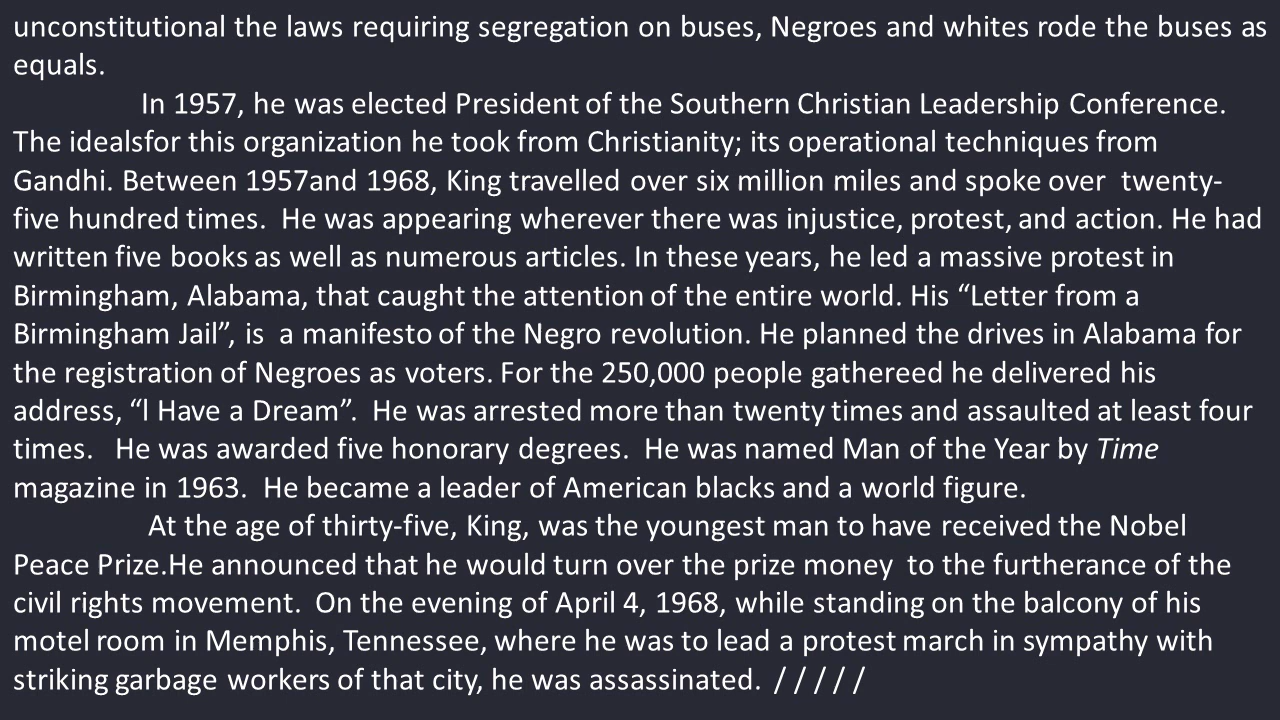 unconstitutional the laws requiring segregation on buses, Negroes and whites rode the buses as
equals.
In 1957, he was elected President of the Southern Christian Leadership Conference.
The idealsfor this organization he took from Christianity; its operational techniques from
Gandhi. Between 1957and 1968, King travelled over six million miles and spoke over twenty-
five hundred times. He was appearing wherever there was injustice, protest, and action. He had
written five books as well as numerous articles. In these years, he led a massive protest in
Birmingham, Alabama, that caught the attention of the entire world. His “Letter from a
Birmingham Jail”, is a manifesto of the Negro revolution. He planned the drives in Alabama for
the registration of Negroes as voters. For the 250,000 people gathereed he delivered his
address, “l Have a Dream”. He was arrested more than twenty times and assaulted at least four
times. He was awarded five honorary degrees. He was named Man of the Year by Time
magazine in 1963. He became a leader of American blacks and a world figure.
At the age of thirty-five, King, was the youngest man to have received the Nobel
Peace Prize.He announced that he would turn over the prize money to the furtherance of the
civil rights movement. On the evening of April 4, 1968, while standing on the balcony of his
motel room in Memphis, Tennessee, where he was to lead a protest march in sympathy with
striking garbage workers of that city, he was assassinated. / / / / /